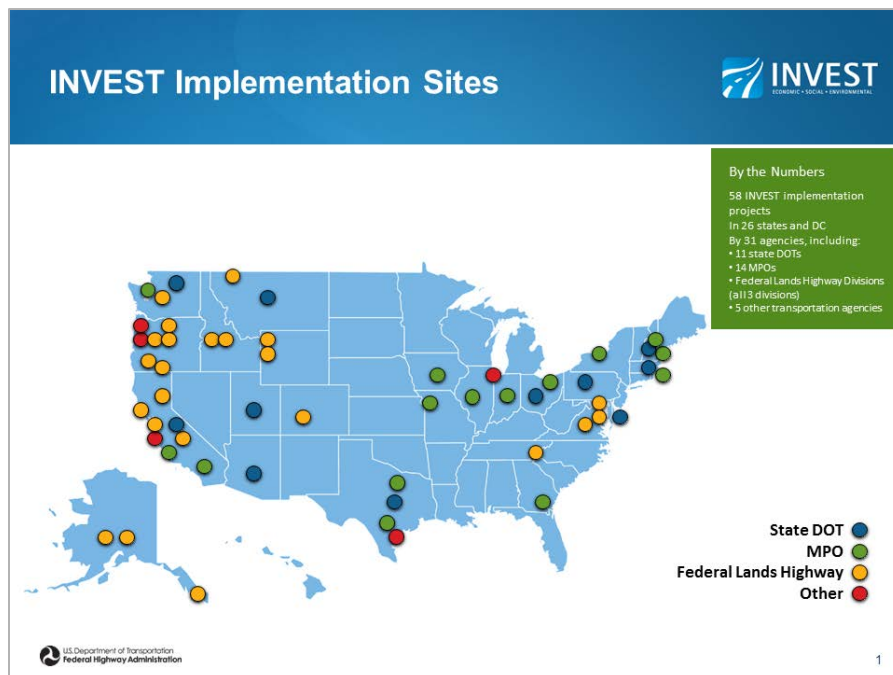 INVEST Implementation Sites
INVEST
ECONOMIC • SOCIAL • ENVIRONMENTAL
By the Numbers
58 INVEST implementation
projects
In 26 states and DC
By 31 agencies, including:
• 11 state DOTs
• 14 MPOs
• Federal Lands Highway Divisions
(all 3 divisions)
• 5 other transportation agencies
State DOT
MPO
Federal Lands Highway
Other
U.S. Department of Transportation
Federal Highway Administration
1